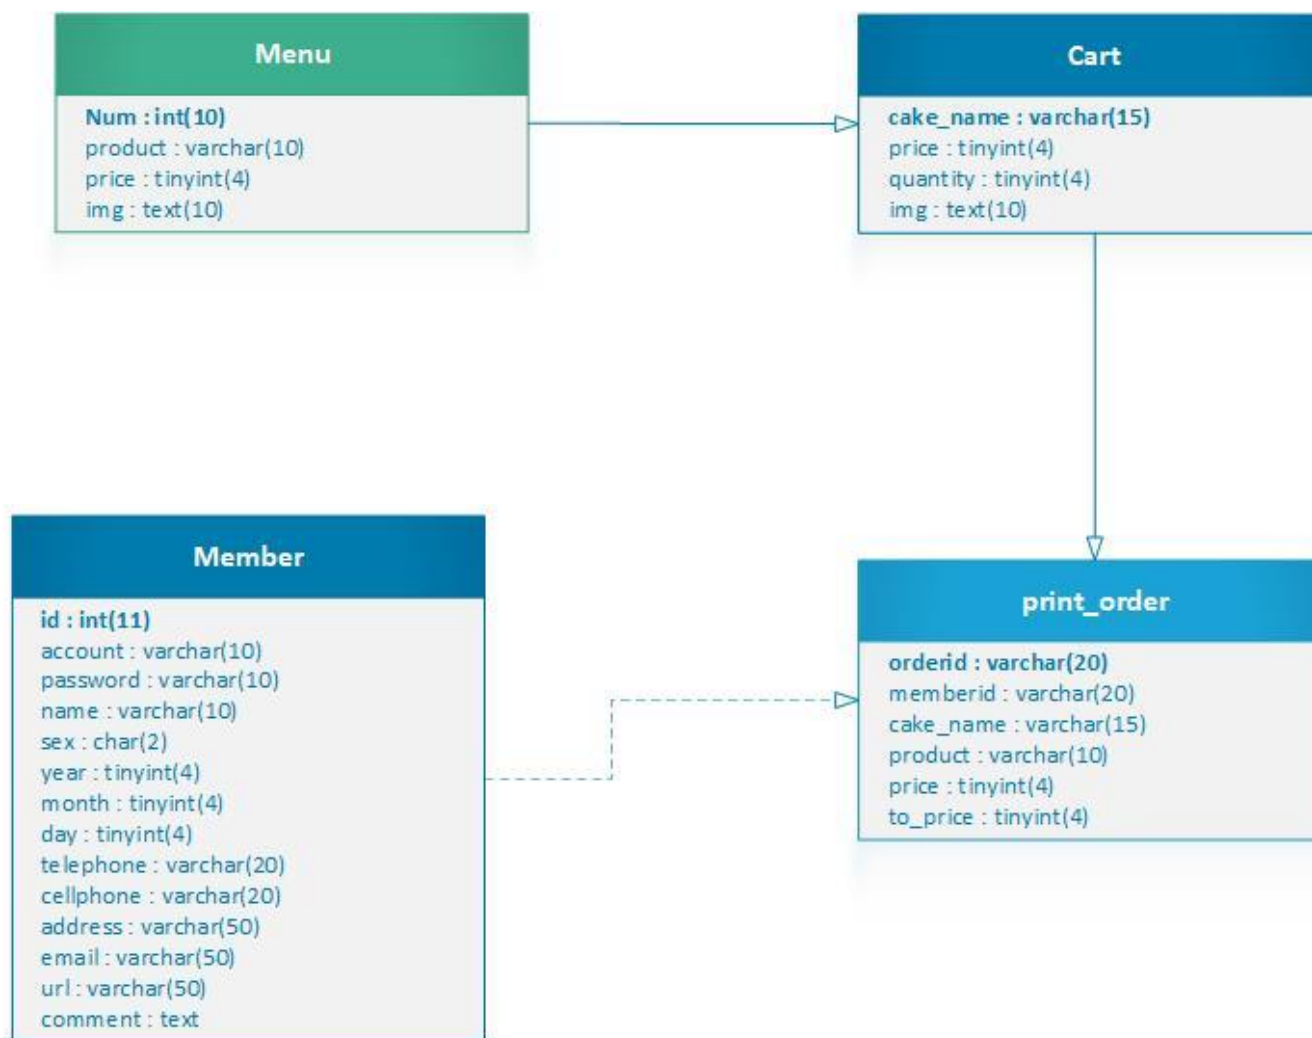 Menu
Num : int(10)
product : varchar(10)
price : tinyint(4)
img : text(10)
Cart
cake_name : varchar(15)
price : tinyint(4)
quantity : tinyint(4)
img : text(10)
Member
id : int(11)
account : varchar(10)
password : varchar(10)
name : varchar(10)
sex : char(2)
year : tinyint(4)
month : tinyint(4)
day : tinyint(4)
telephone : varchar(20)
cellphone : varchar(20)
address : varchar(50)
email : varchar(50)
url : varchar(50)
comment : text
print_order
orderid : varchar(20)
memberid : varchar(20)
cake_name : varchar(15)
product : varchar(10)
price : tinyint(4)
to_price : tinyint(4)